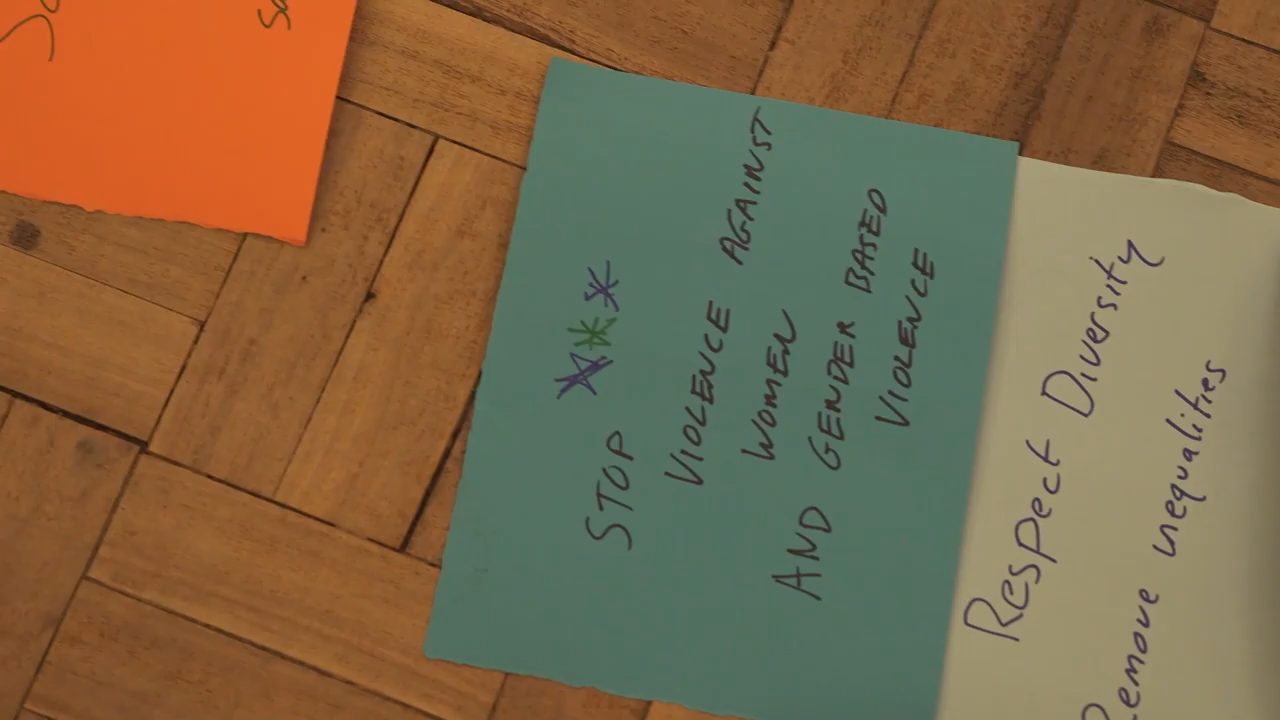 STOP
VIOLENCE AGAINST
WOMEN
AND GENDER BASED
VIOLENCE
Respect Diversity
Remove inequalities